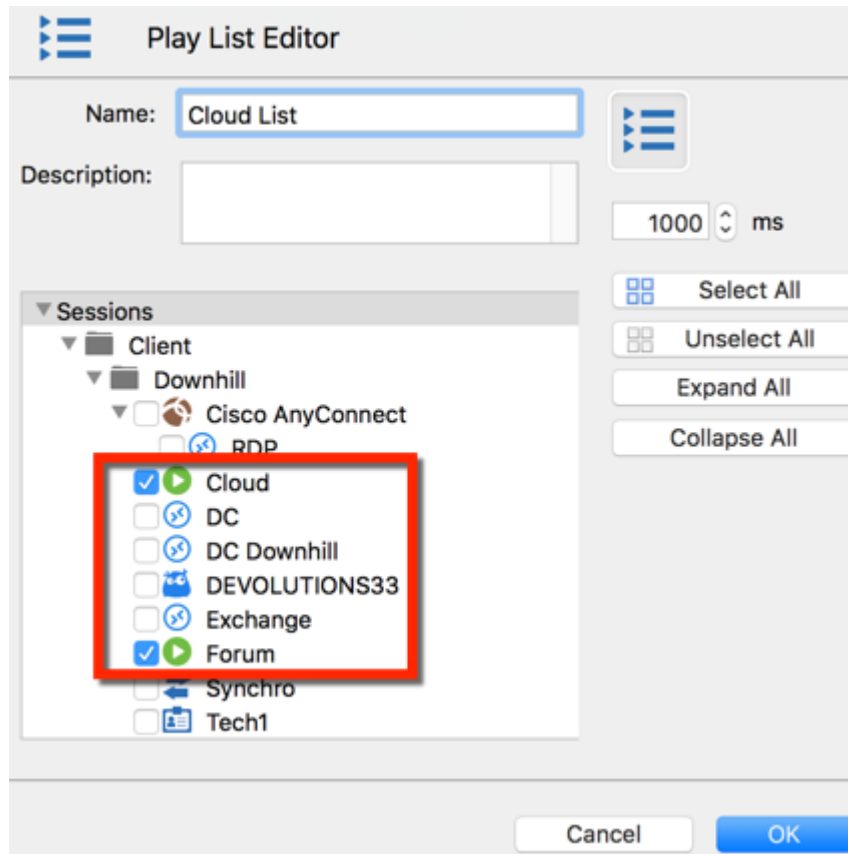 Play List Editor
Name: Cloud List
Description:
1000 ms
Select All
Unselect All
Expand All
Collapse All
Sessions
Client
Downhill
Cisco AnyConnect
RDP
Cloud
DC
DC Downhill
DEVOLUTIONS33
Exchange
Forum
Synchro
Tech1
Cancel OK